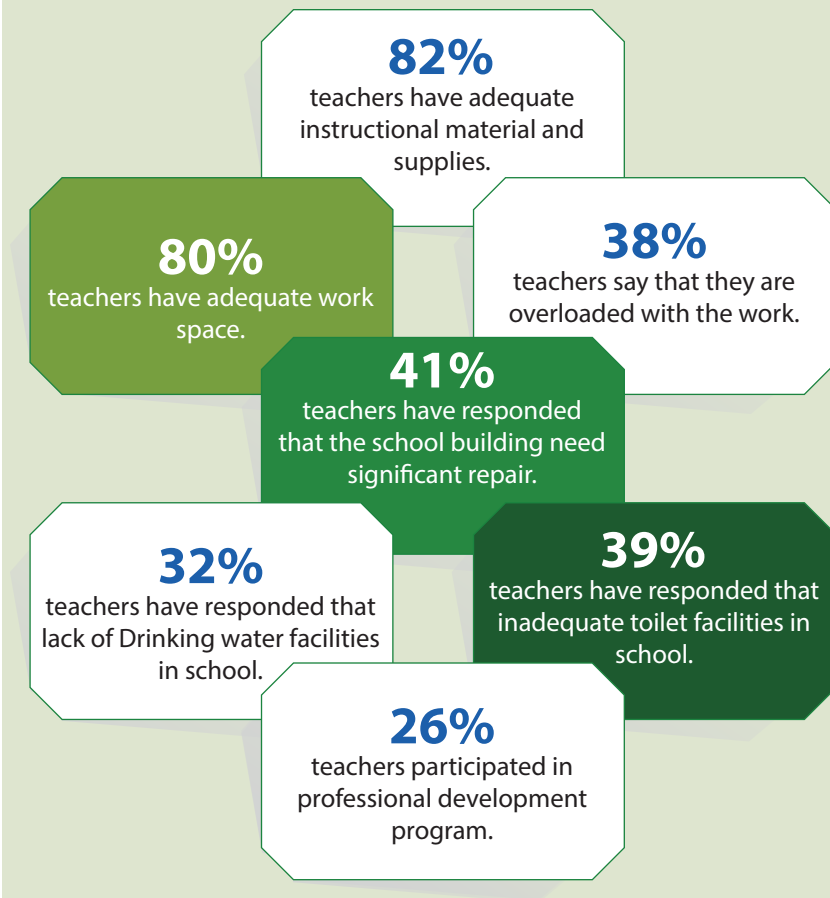 82%
teachers have adequate
instructional material and
supplies.
80%
teachers have adequate work
space.
38%
teachers say that they are
overloaded with the work.
41%
teachers have responded
that the school building need
significant repair.
32%
teachers have responded that
lack of Drinking water facilities
in school.
39%
teachers have responded that
inadequate toilet facilities in
school.
26%
teachers participated in
professional development
program.